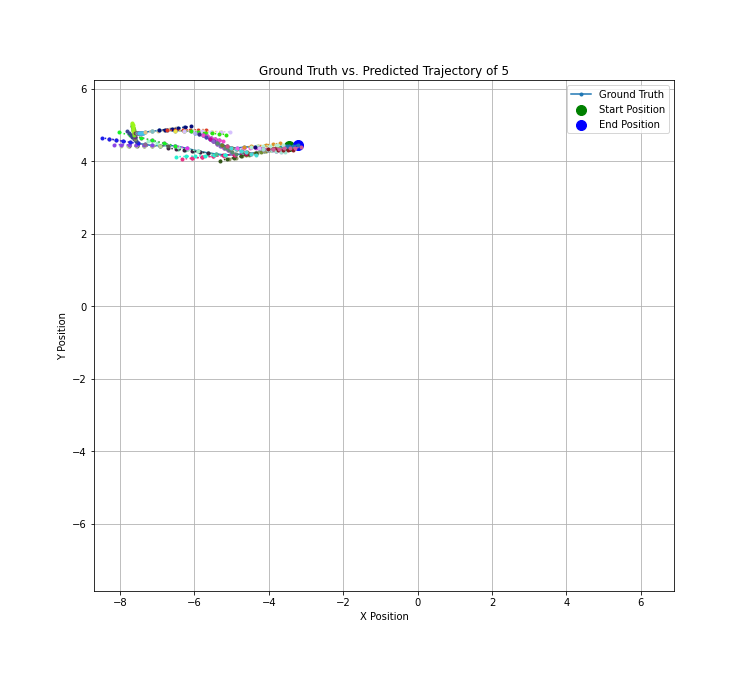 Ground Truth vs. Predicted Trajectory of 5
Ground Truth
Start Position
End Position
6
4
2
0
−2
−4
−6
Y Position
−8
−6
−4
−2
0
2
4
6
X Position